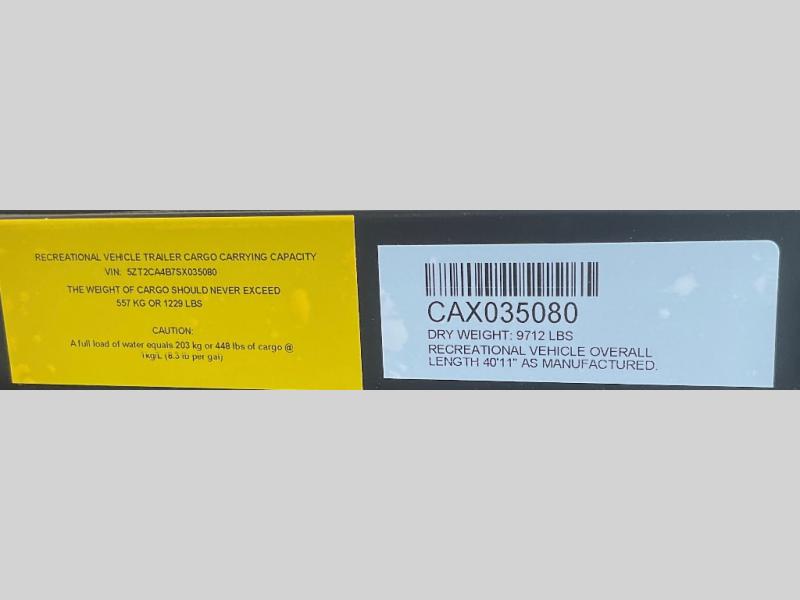 RECREATIONAL VEHICLE TRAILER CARGO CARRYING CAPACITY
VIN: 5ZT2CA4B7SX035080
THE WEIGHT OF CARGO SHOULD NEVER EXCEED
557 KG OR 1229 LBS
CAUTION:
A full load of water equals 203 kg or 448 lbs of cargo @
1kg/L (8.3 lb per gal)
CAX035080
DRY WEIGHT: 9712 LBS
RECREATIONAL VEHICLE OVERALL
LENGTH 40'11" AS MANUFACTURED.